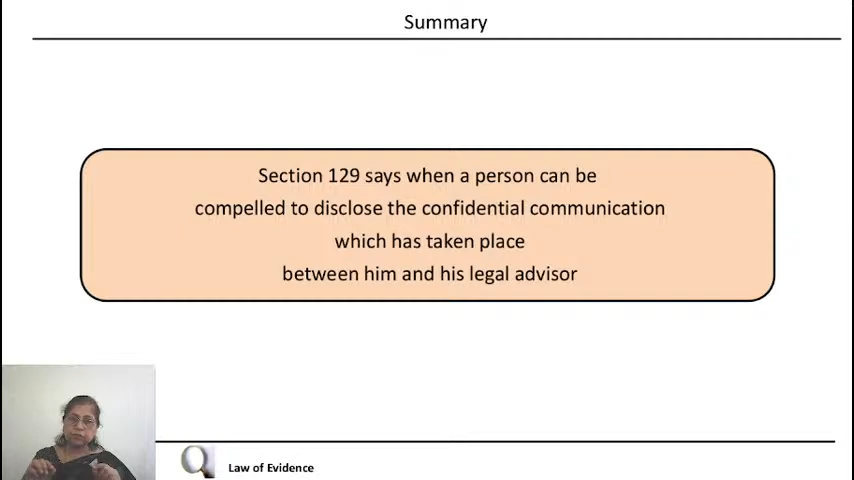 Summary
Section 129 says when a person can be
compelled to disclose the confidential communication
which has taken place
between him and his legal advisor
Law of Evidence